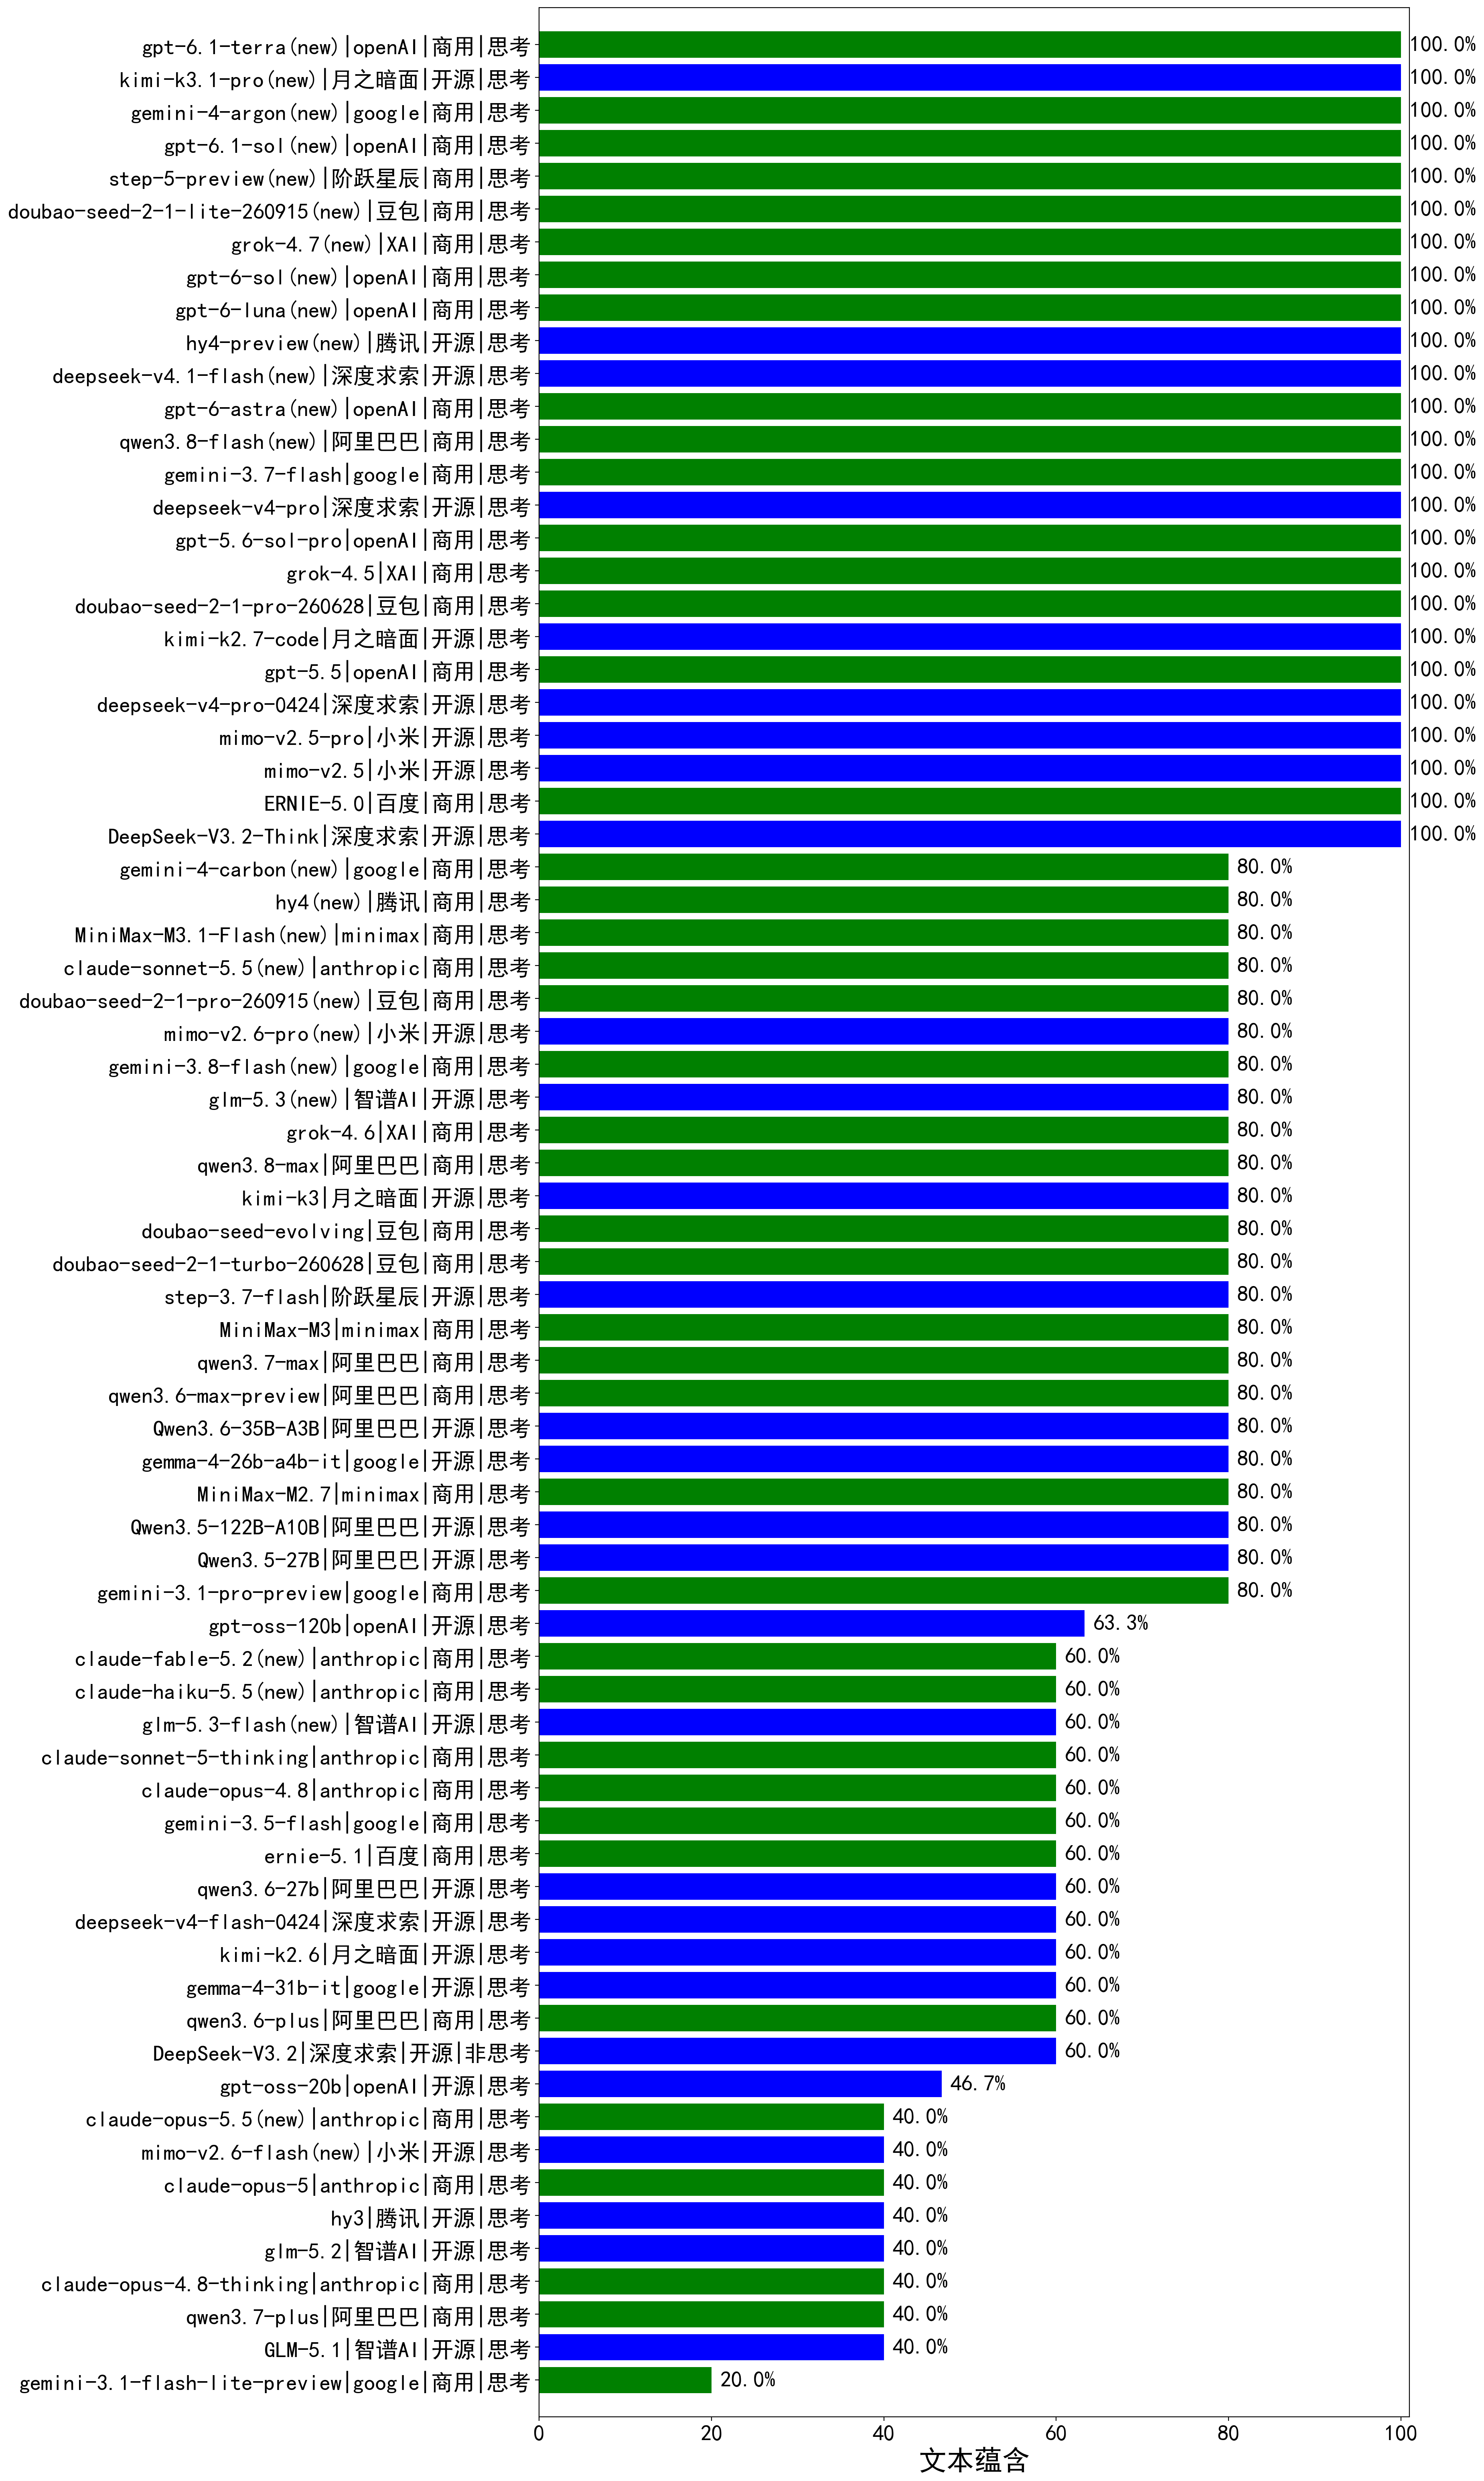 gpt-6.1-terra(new)|openAI|商用|思考 100.0%
kimi-k3.1-pro(new)|月之暗面|开源|思考 100.0%
gemini-4-argon(new)|google|商用|思考 100.0%
gpt-6.1-sol(new)|openAI|商用|思考 100.0%
step-5-preview(new)|阶跃星辰|商用|思考 100.0%
doubao-seed-2-1-lite-260915(new)|豆包|商用|思考 100.0%
grok-4.7(new)|XAI|商用|思考 100.0%
gpt-6-sol(new)|openAI|商用|思考 100.0%
gpt-6-luna(new)|openAI|商用|思考 100.0%
hy4-preview(new)|腾讯|开源|思考 100.0%
deepseek-v4.1-flash(new)|深度求索|开源|思考 100.0%
gpt-6-astra(new)|openAI|商用|思考 100.0%
qwen3.8-flash(new)|阿里巴巴|商用|思考 100.0%
gemini-3.7-flash|google|商用|思考 100.0%
deepseek-v4-pro|深度求索|开源|思考 100.0%
gpt-5.6-sol-pro|openAI|商用|思考 100.0%
grok-4.5|XAI|商用|思考 100.0%
doubao-seed-2-1-pro-260628|豆包|商用|思考 100.0%
kimi-k2.7-code|月之暗面|开源|思考 100.0%
gpt-5.5|openAI|商用|思考 100.0%
deepseek-v4-pro-0424|深度求索|开源|思考 100.0%
mimo-v2.5-pro|小米|开源|思考 100.0%
mimo-v2.5|小米|开源|思考 100.0%
ERNIE-5.0|百度|商用|思考 100.0%
DeepSeek-V3.2-Think|深度求索|开源|思考 100.0%
gemini-4-carbon(new)|google|商用|思考 80.0%
hy4(new)|腾讯|商用|思考 80.0%
MiniMax-M3.1-Flash(new)|minimax|商用|思考 80.0%
claude-sonnet-5.5(new)|anthropic|商用|思考 80.0%
doubao-seed-2-1-pro-260915(new)|豆包|商用|思考 80.0%
mimo-v2.6-pro(new)|小米|开源|思考 80.0%
gemini-3.8-flash(new)|google|商用|思考 80.0%
glm-5.3(new)|智谱AI|开源|思考 80.0%
grok-4.6|XAI|商用|思考 80.0%
qwen3.8-max|阿里巴巴|商用|思考 80.0%
kimi-k3|月之暗面|开源|思考 80.0%
doubao-seed-evolving|豆包|商用|思考 80.0%
doubao-seed-2-1-turbo-260628|豆包|商用|思考 80.0%
step-3.7-flash|阶跃星辰|开源|思考 80.0%
MiniMax-M3|minimax|商用|思考 80.0%
qwen3.7-max|阿里巴巴|商用|思考 80.0%
qwen3.6-max-preview|阿里巴巴|商用|思考 80.0%
Qwen3.6-35B-A3B|阿里巴巴|开源|思考 80.0%
gemma-4-26b-a4b-it|google|开源|思考 80.0%
MiniMax-M2.7|minimax|商用|思考 80.0%
Qwen3.5-122B-A10B|阿里巴巴|开源|思考 80.0%
Qwen3.5-27B|阿里巴巴|开源|思考 80.0%
gemini-3.1-pro-preview|google|商用|思考 80.0%
gpt-oss-120b|openAI|开源|思考 63.3%
claude-fable-5.2(new)|anthropic|商用|思考 60.0%
claude-haiku-5.5(new)|anthropic|商用|思考 60.0%
glm-5.3-flash(new)|智谱AI|开源|思考 60.0%
claude-sonnet-5-thinking|anthropic|商用|思考 60.0%
claude-opus-4.8|anthropic|商用|思考 60.0%
gemini-3.5-flash|google|商用|思考 60.0%
ernie-5.1|百度|商用|思考 60.0%
qwen3.6-27b|阿里巴巴|开源|思考 60.0%
deepseek-v4-flash-0424|深度求索|开源|思考 60.0%
kimi-k2.6|月之暗面|开源|思考 60.0%
gemma-4-31b-it|google|开源|思考 60.0%
qwen3.6-plus|阿里巴巴|商用|思考 60.0%
DeepSeek-V3.2|深度求索|开源|非思考 60.0%
gpt-oss-20b|openAI|开源|思考 46.7%
claude-opus-5.5(new)|anthropic|商用|思考 40.0%
mimo-v2.6-flash(new)|小米|开源|思考 40.0%
claude-opus-5|anthropic|商用|思考 40.0%
hy3|腾讯|开源|思考 40.0%
glm-5.2|智谱AI|开源|思考 40.0%
claude-opus-4.8-thinking|anthropic|商用|思考 40.0%
qwen3.7-plus|阿里巴巴|商用|思考 40.0%
GLM-5.1|智谱AI|开源|思考 40.0%
gemini-3.1-flash-lite-preview|google|商用|思考 20.0%
0 20 40 60 80 100
文本蕴含